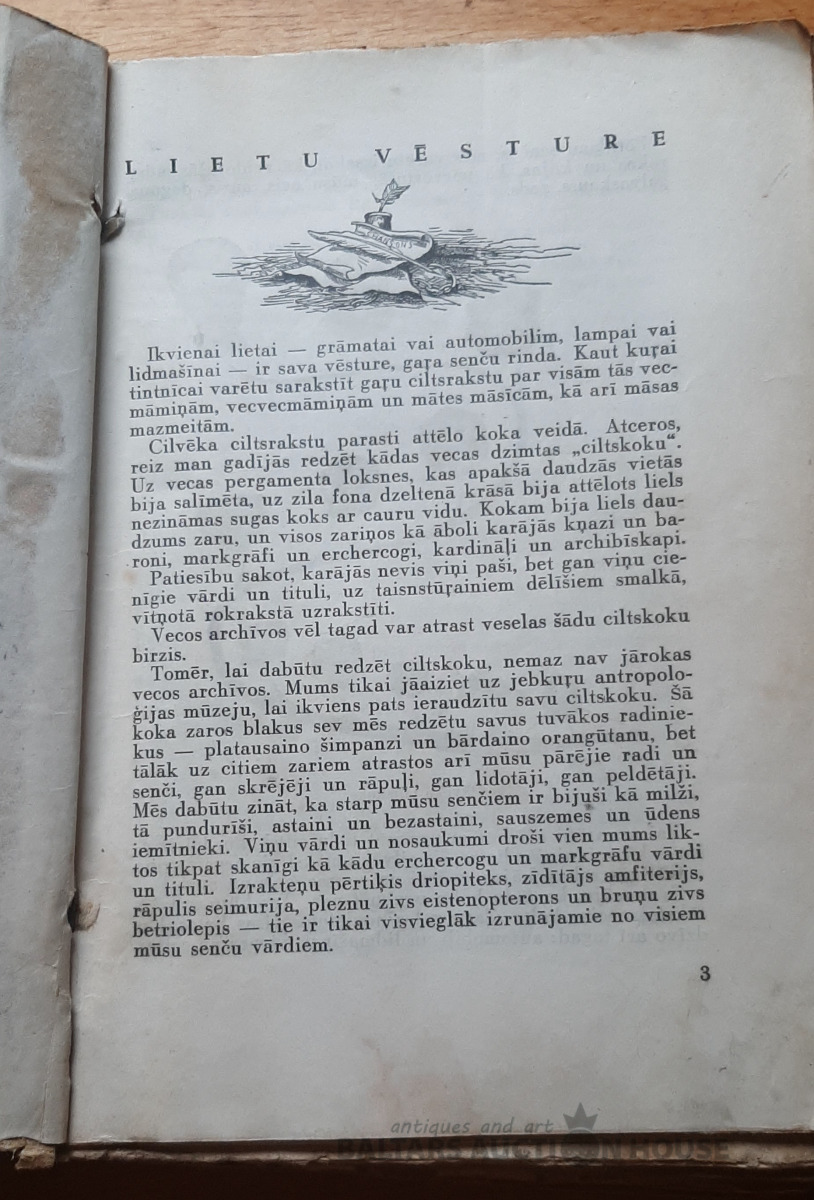 LIETU VĒSTURE
CHANSONS
Ikvienai lietai — grāmatai vai automobilim, lampai vai
lidmašīnai — ir sava vēsture, gaŗa senču rinda. Kaut kuŗai
tintnīcai varētu sarakstīt gaŗu ciltsrakstu par visām tās vec-
māmiņām, vecvecmāmiņām un mātes māsīcām, kā arī māsas
mazmeitām.
Cilvēka ciltsrakstu parasti attēlo koka veidā. Atceros,
reiz man gadījās redzēt kādas vecas dzimtas „ciltskoku“.
Uz vecas pergamenta loksnes, kas apakšā daudzās vietās
bija salīmēta, uz zila fona dzeltenā krāsā bija attēlots liels
nezināmas sugas koks ar cauru vidu. Kokam bija liels dau-
dzums zaru, un visos zariņos kā āboli karājās kņazi un ba-
roni, markgrāfi un erchercogi, kardināļi un archibīskapi.
Patiesību sakot, karājās nevis viņi paši, bet gan viņu cie-
nīgie vārdi un tituli, uz taisnstūŗainiem dēlīšiem smalkā,
vītņotā rokrakstā uzrakstīti.
Vecos archīvos vēl tagad var atrast veselas šādu ciltskoku
birzis.
Tomēr, lai dabūtu redzēt ciltskoku, nemaz nav jārokas
vecos archīvos. Mums tikai jāaiziet uz jebkuŗu antropolo-
ģijas mūzeju, lai ikviens pats ieraudzītu savu ciltskoku. Šā
koka zaros blakus sev mēs redzētu savus tuvākos radinie-
kus — platausaino šimpanzi un bārdaino orangūtanu, bet
tālāk uz citiem zariem atrastos arī mūsu pārējie radi un
senči, gan skrējēji un rāpuļi, gan lidotāji, gan peldētāji.
Mēs dabūtu zināt, ka starp mūsu senčiem ir bijuši kā milži,
tā pundurīši, astaini un bezastaini, sauszemes un ūdens
iemītnieki. Viņu vārdi un nosaukumi droši vien mums lik-
tos tikpat skanīgi kā kādu erchercogu un markgrāfu vārdi
un tituli. Izrakteņu pērtiķis driopiteks, zīdītājs amfiterijs,
rāpulis seimurija, pleznu zivs eistenopterons un bruņu zivs
betriolepis — tie ir tikai visvieglāk izrunājamie no visiem
mūsu senču vārdiem.
3
antiques and art
BALTARS AUCTION HOUSE